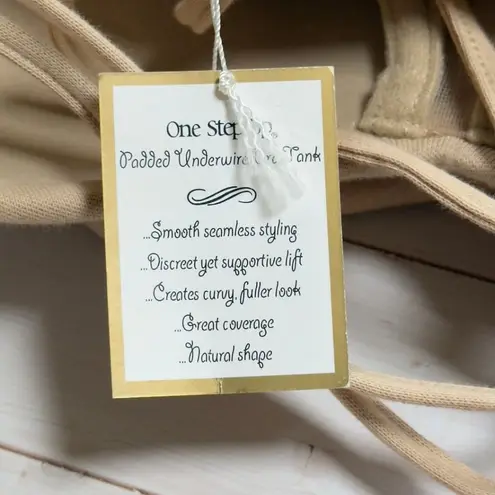 One Step
Padded Underwire Bra Tank
...Smooth seamless styling
...Discreet yet supportive lift
...Creates curvy, fuller look
...Great coverage
...Natural shape